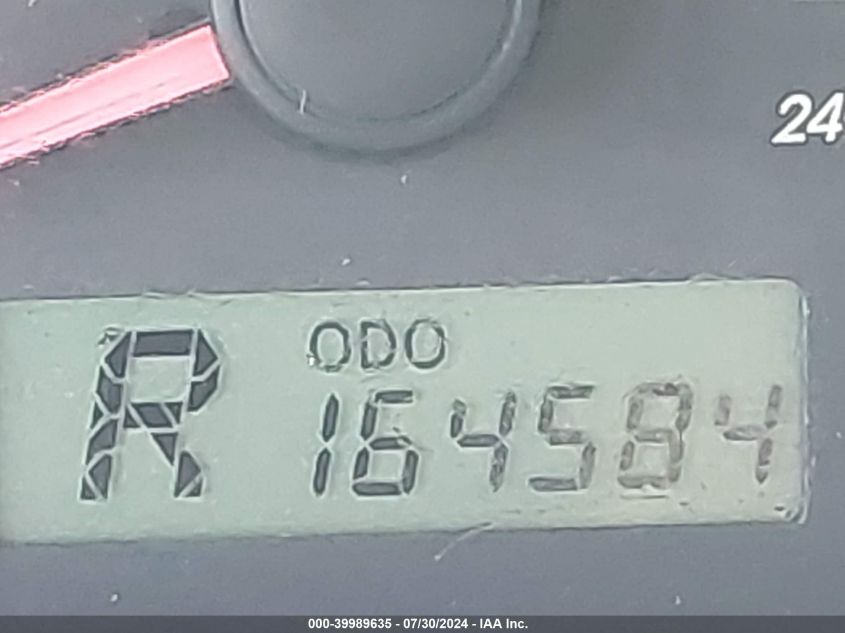 24
ODO
R 164584
000-39989635 - 07/30/2024 - IAA Inc.